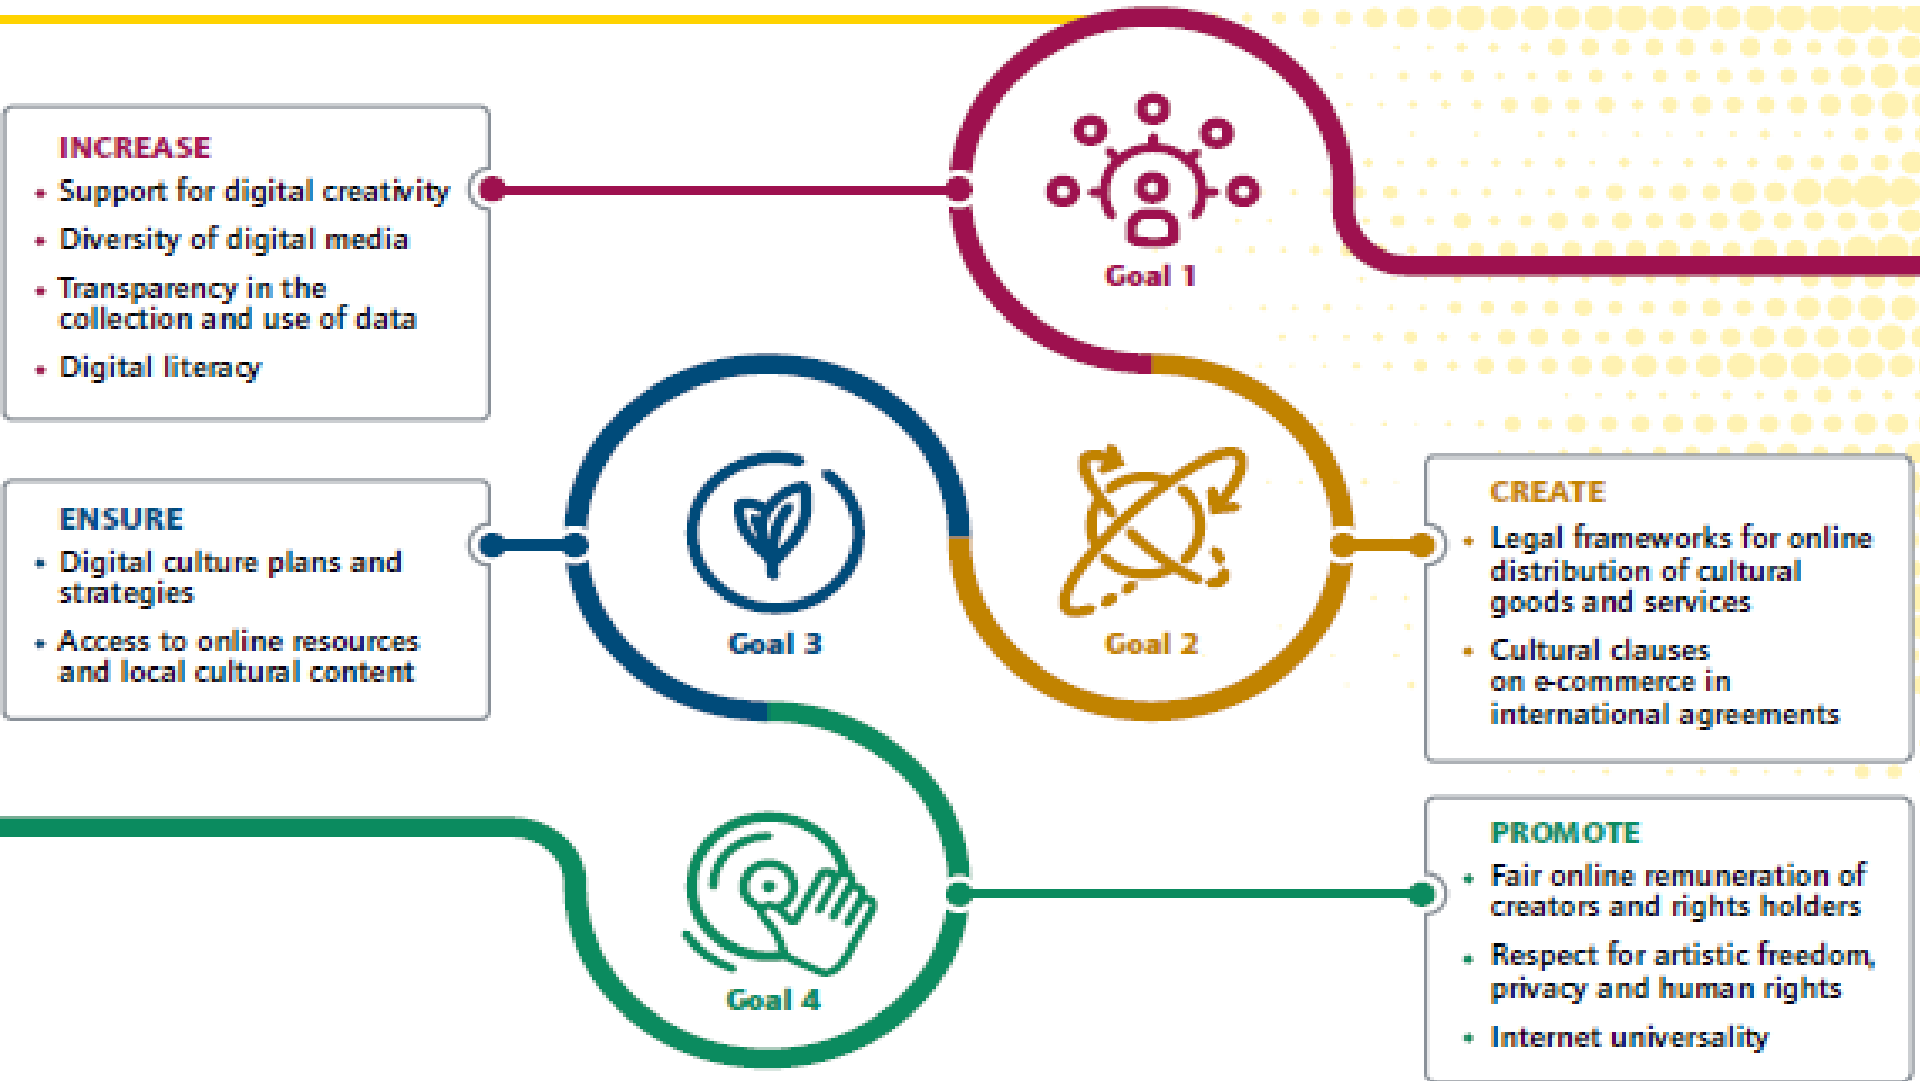 INCREASE
• Support for digital creativity
• Diversity of digital media
• Transparency in the
collection and use of data
• Digital literacy
Goal 1
ENSURE
• Digital culture plans and
strategies
• Access to online resources
and local cultural content
Goal 3
Goal 2
CREATE
• Legal frameworks for online
distribution of cultural
goods and services
• Cultural clauses
on e-commerce in
international agreements
Goal 4
PROMOTE
• Fair online remuneration of
creators and rights holders
• Respect for artistic freedom,
privacy and human rights
• Internet universality